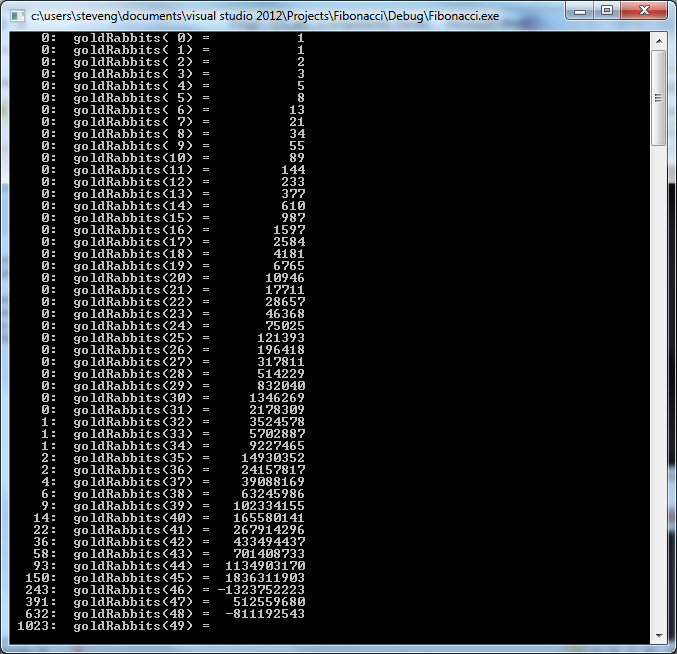 c:\users\steveng\documents\visual studio 2012\Projects\Fibonacci\Debug\Fibonacci.exe
0: goldRabbits( 0) = 1
0: goldRabbits( 1) = 1
0: goldRabbits( 2) = 2
0: goldRabbits( 3) = 3
0: goldRabbits( 4) = 5
0: goldRabbits( 5) = 8
0: goldRabbits( 6) = 13
0: goldRabbits( 7) = 21
0: goldRabbits( 8) = 34
0: goldRabbits( 9) = 55
0: goldRabbits(10) = 89
0: goldRabbits(11) = 144
0: goldRabbits(12) = 233
0: goldRabbits(13) = 377
0: goldRabbits(14) = 610
0: goldRabbits(15) = 987
0: goldRabbits(16) = 1597
0: goldRabbits(17) = 2584
0: goldRabbits(18) = 4181
0: goldRabbits(19) = 6765
0: goldRabbits(20) = 10946
0: goldRabbits(21) = 17711
0: goldRabbits(22) = 28657
0: goldRabbits(23) = 46368
0: goldRabbits(24) = 75025
0: goldRabbits(25) = 121393
0: goldRabbits(26) = 196418
0: goldRabbits(27) = 317811
0: goldRabbits(28) = 514229
0: goldRabbits(29) = 832040
0: goldRabbits(30) = 1346269
0: goldRabbits(31) = 2178309
1: goldRabbits(32) = 3524578
1: goldRabbits(33) = 5702887
1: goldRabbits(34) = 9227465
2: goldRabbits(35) = 14930352
2: goldRabbits(36) = 24157817
4: goldRabbits(37) = 39088169
6: goldRabbits(38) = 63245986
9: goldRabbits(39) = 102334155
14: goldRabbits(40) = 165580141
22: goldRabbits(41) = 267914296
36: goldRabbits(42) = 433494437
58: goldRabbits(43) = 701408733
93: goldRabbits(44) = 1134903170
150: goldRabbits(45) = 1836311903
243: goldRabbits(46) = -1323752223
391: goldRabbits(47) = 512559680
632: goldRabbits(48) = -811192543
1023: goldRabbits(49) =